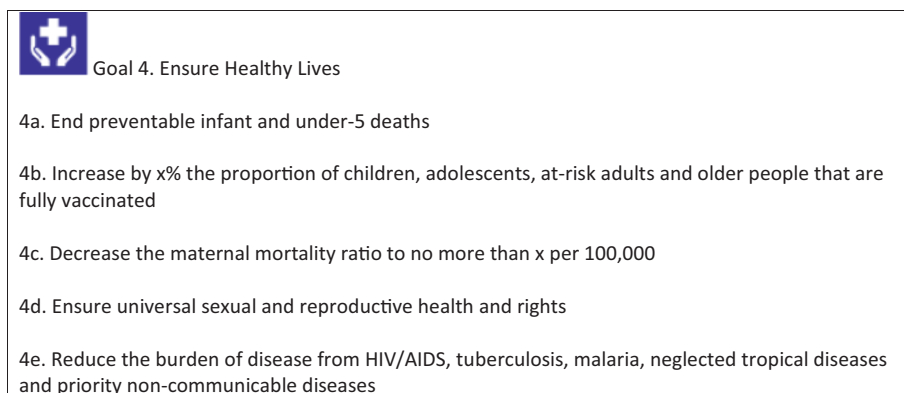 Goal 4. Ensure Healthy Lives
4a. End preventable infant and under-5 deaths
4b. Increase by x% the proportion of children, adolescents, at-risk adults and older people that are
fully vaccinated
4c. Decrease the maternal mortality ratio to no more than x per 100,000
4d. Ensure universal sexual and reproductive health and rights
4e. Reduce the burden of disease from HIV/AIDS, tuberculosis, malaria, neglected tropical diseases
and priority non-communicable diseases